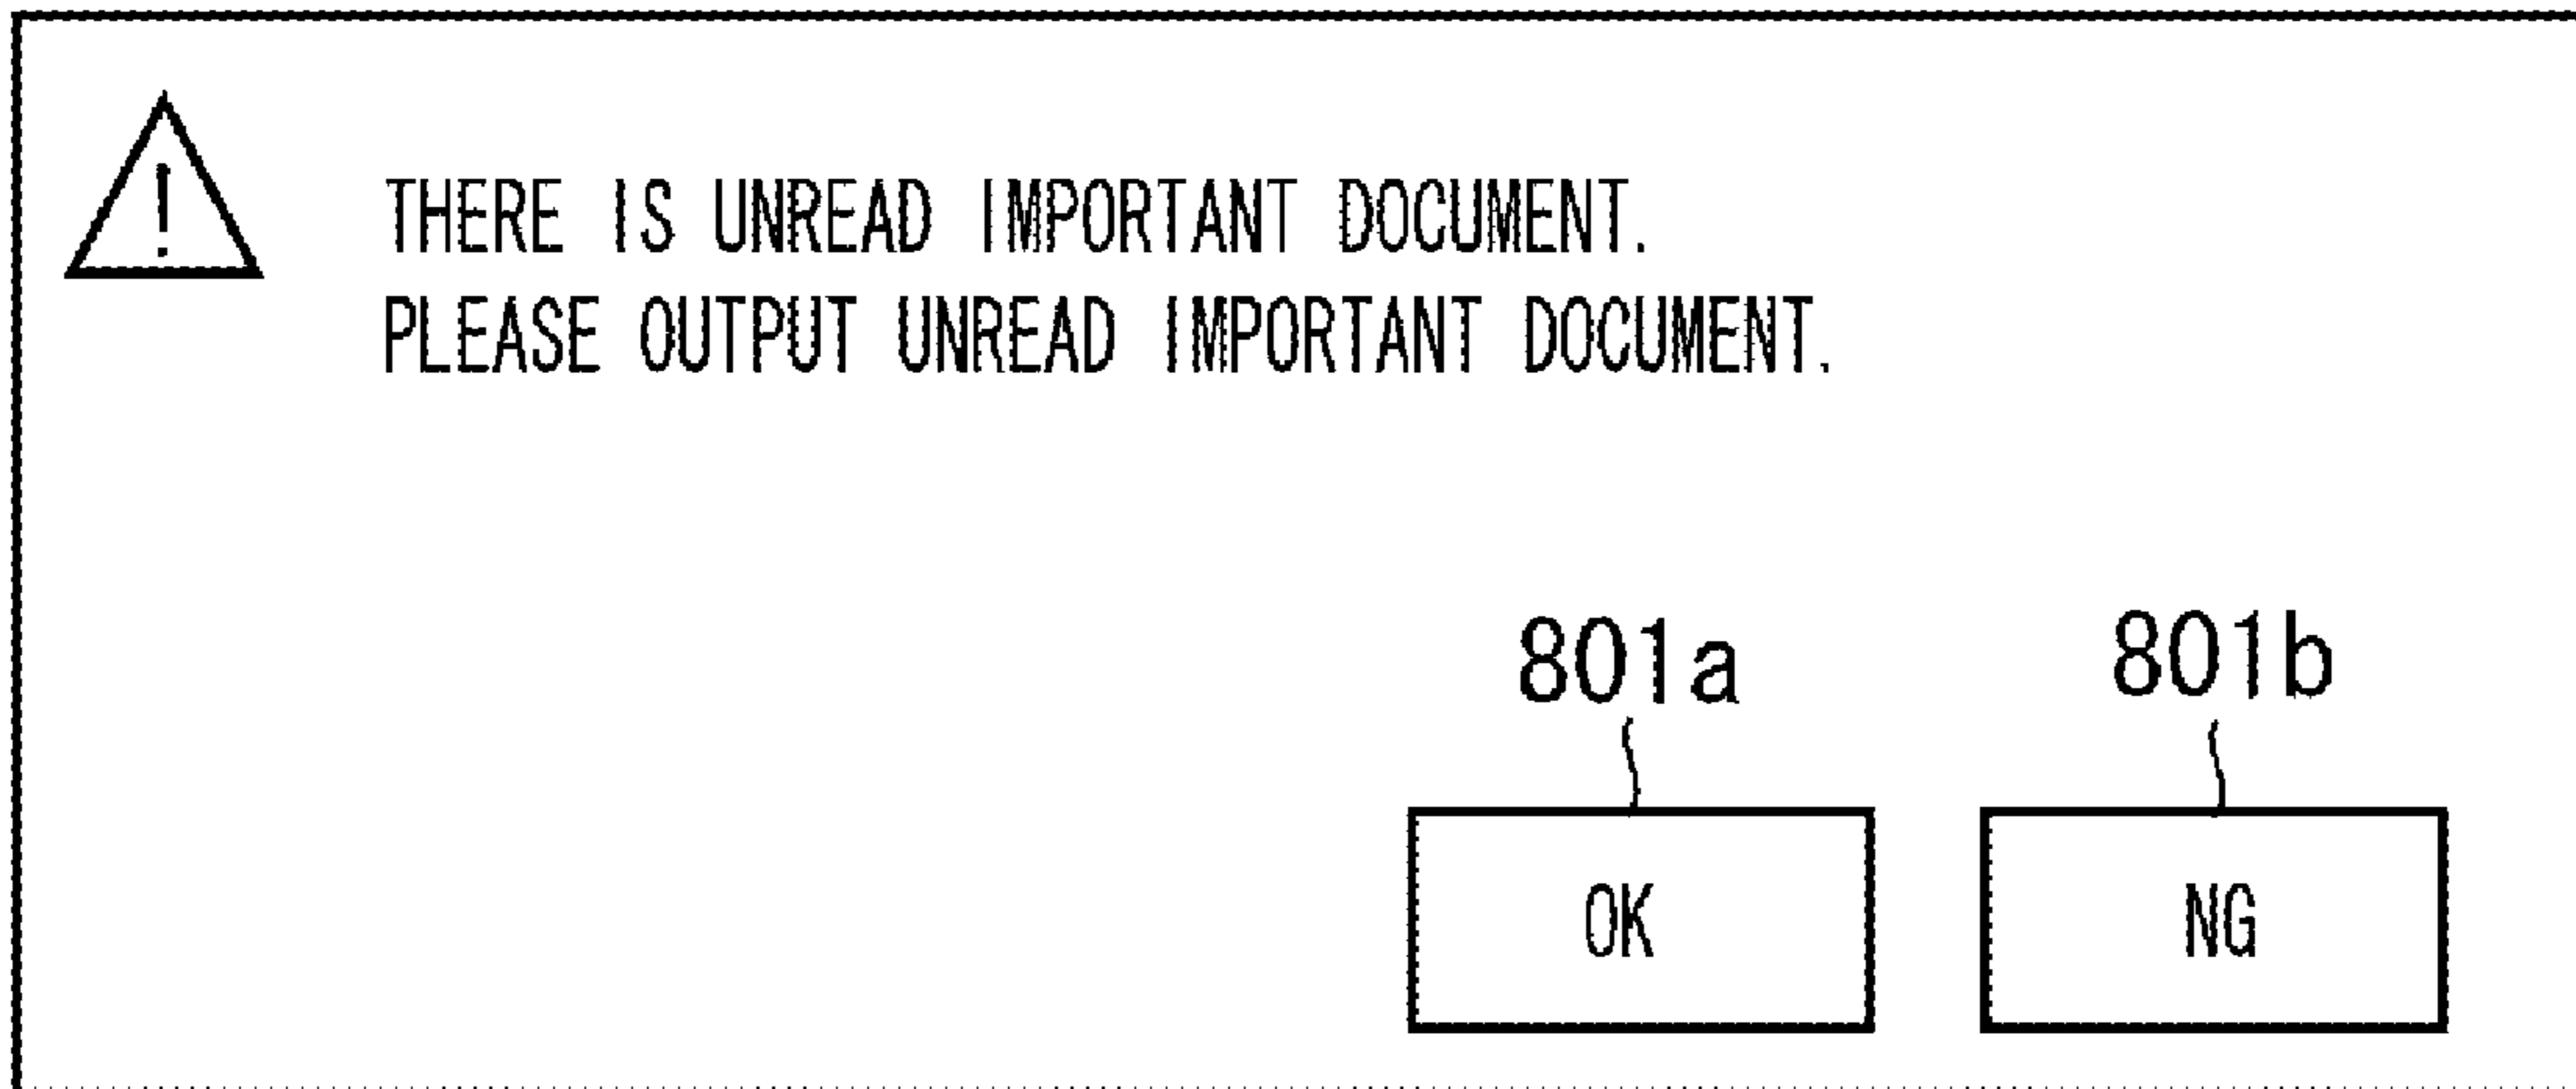 !
THERE IS UNREAD IMPORTANT DOCUMENT.
PLEASE OUTPUT UNREAD IMPORTANT DOCUMENT.
801a 801b
OK NG